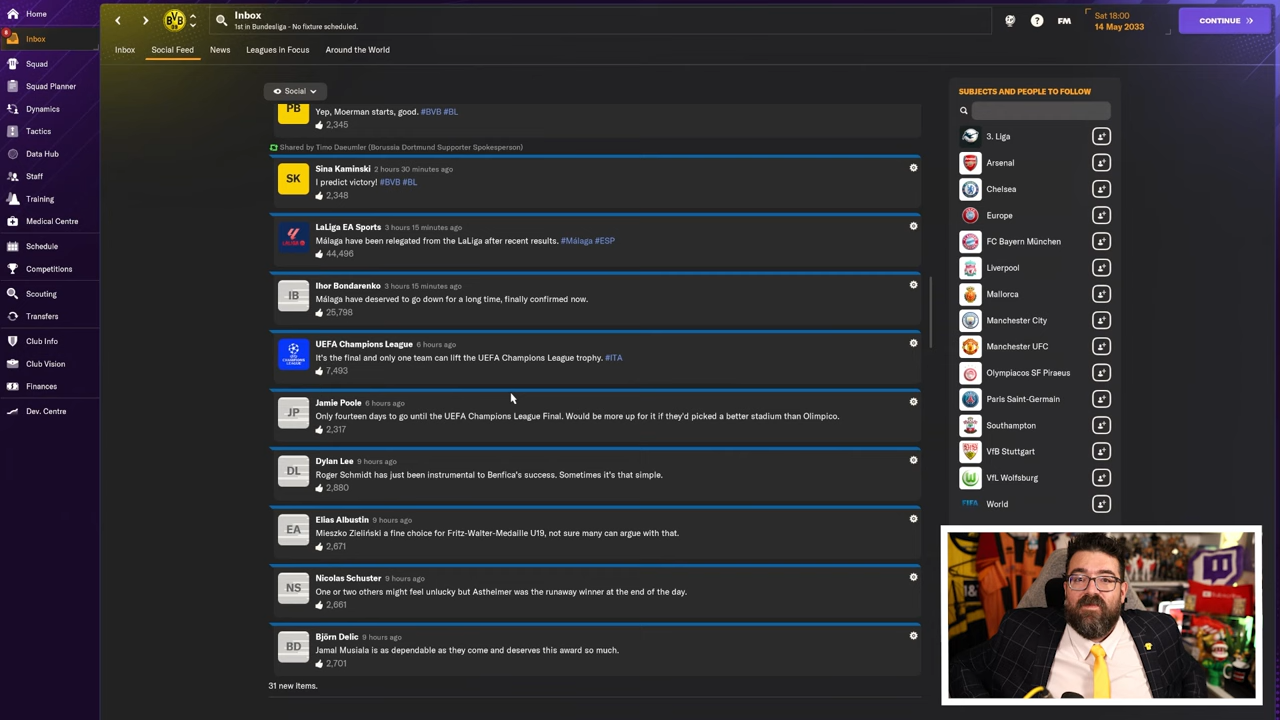 Home
Inbox
1st in Bundesliga - No fixture scheduled.
FM
Sat 18:00
14 May 2033
CONTINUE
6
Inbox
Inbox
Social Feed
News
Leagues in Focus
Around the World
Squad
Squad Planner
Dynamics
Tactics
Data Hub
Staff
Training
Medical Centre
Schedule
Competitions
Scouting
Transfers
Club Info
Club Vision
Finances
Dev. Centre
Social
PB
Yep, Moerman starts, good. #BVB #BL
2,345
Shared by Timo Daeumler (Borussia Dortmund Supporter Spokesperson)
SK
Sina Kaminski 2 hours 30 minutes ago
I predict victory! #BVB #BL
2,348
LaLiga EA Sports 3 hours 15 minutes ago
Málaga have been relegated from the LaLiga after recent results. #Málaga #ESP
44,496
IB
Ihor Bondarenko 3 hours 15 minutes ago
Málaga have deserved to go down for a long time, finally confirmed now.
25,798
UEFA Champions League 6 hours ago
It's the final and only one team can lift the UEFA Champions League trophy. #ITA
7,493
JP
Jamie Poole 6 hours ago
Only fourteen days to go until the UEFA Champions League Final. Would be more up for it if they'd picked a better stadium than Olimpico.
2,317
DL
Dylan Lee 9 hours ago
Roger Schmidt has just been instrumental to Benfica's success. Sometimes it's that simple.
2,880
EA
Elias Albustin 9 hours ago
Mieszko Zieliński a fine choice for Fritz-Walter-Medaille U19, not sure many can argue with that.
2,671
NS
Nicolas Schuster 9 hours ago
One or two others might feel unlucky but Astheimer was the runaway winner at the end of the day.
2,661
BD
Björn Delic 9 hours ago
Jamal Musiala is as dependable as they come and deserves this award so much.
2,701
31 new items.
SUBJECTS AND PEOPLE TO FOLLOW
3. Liga
Arsenal
Chelsea
Europe
FC Bayern München
Liverpool
Mallorca
Manchester City
Manchester UFC
Olympiacos SF Piraeus
Paris Saint-Germain
Southampton
VfB Stuttgart
VfL Wolfsburg
FIFA
World